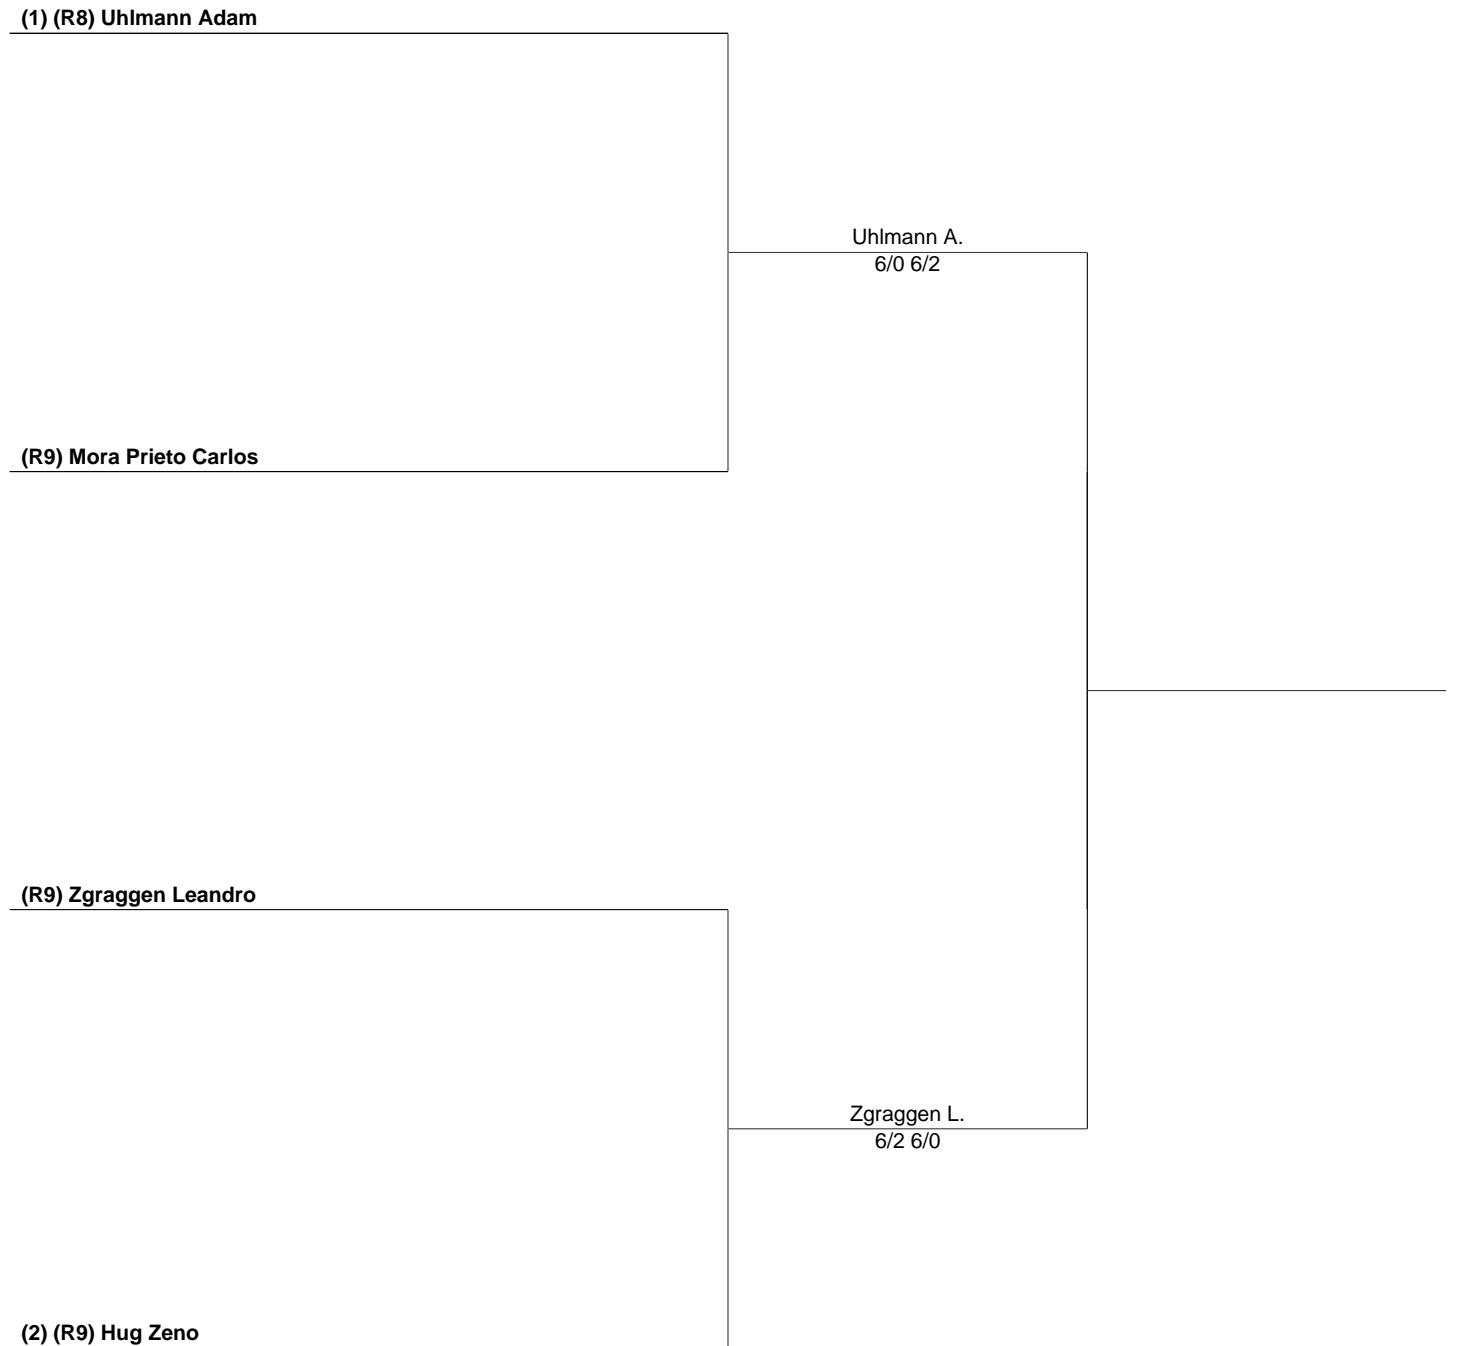 (1) (R8) Uhlmann Adam
Uhlmann A.
6/0 6/2
(R9) Mora Prieto Carlos
(R9) Zgraggen Leandro
Zgraggen L.
6/2 6/0
(2) (R9) Hug Zeno